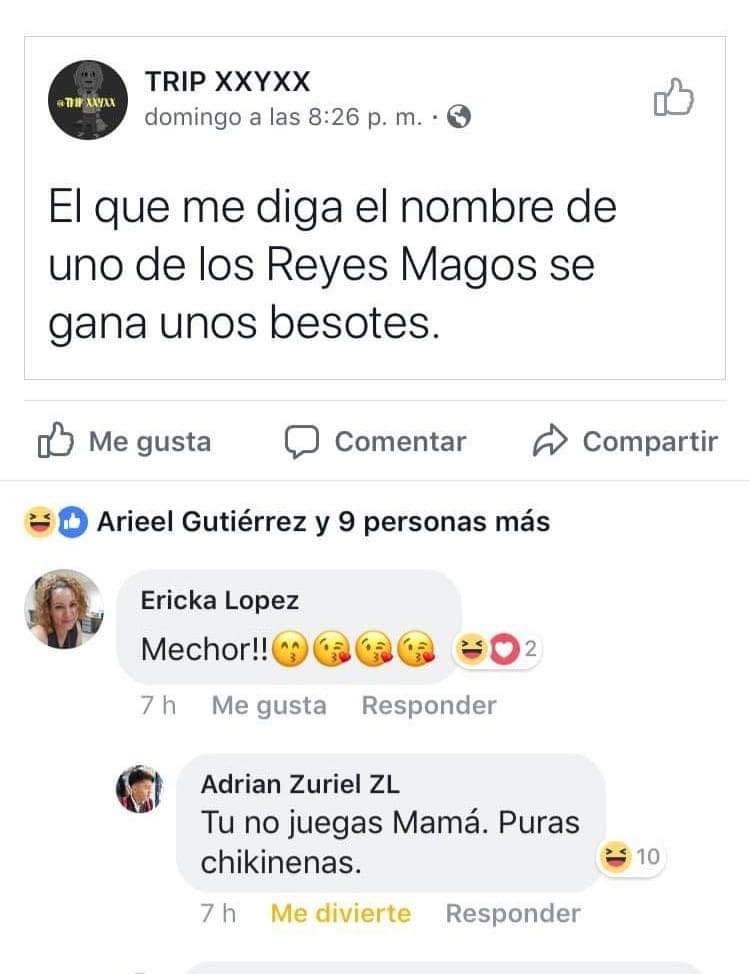 @TRIP XXYXX
TRIP XXYXX
domingo a las 8:26 p. m. ·
El que me diga el nombre de
uno de los Reyes Magos se
gana unos besotes.
Me gusta
Comentar
Compartir
Arieel Gutiérrez y 9 personas más
Ericka Lopez
Mechor!!😙😘😘😘
2
7 h Me gusta Responder
Adrian Zuriel ZL
Tu no juegas Mamá. Puras
chikinenas.
10
7 h Me divierte Responder